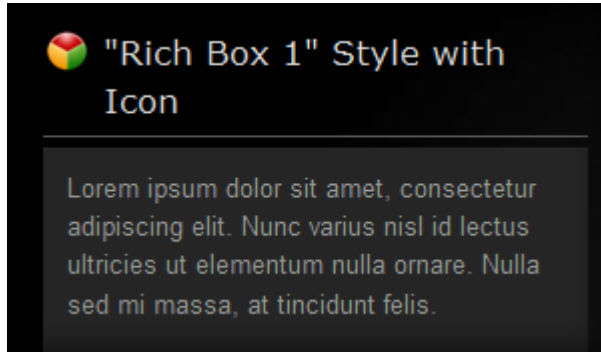 "Rich Box 1" Style with
Icon
Lorem ipsum dolor sit amet, consectetur
adipiscing elit. Nunc varius nisl id lectus
ultricies ut elementum nulla ornare. Nulla
sed mi massa, at tincidunt felis.